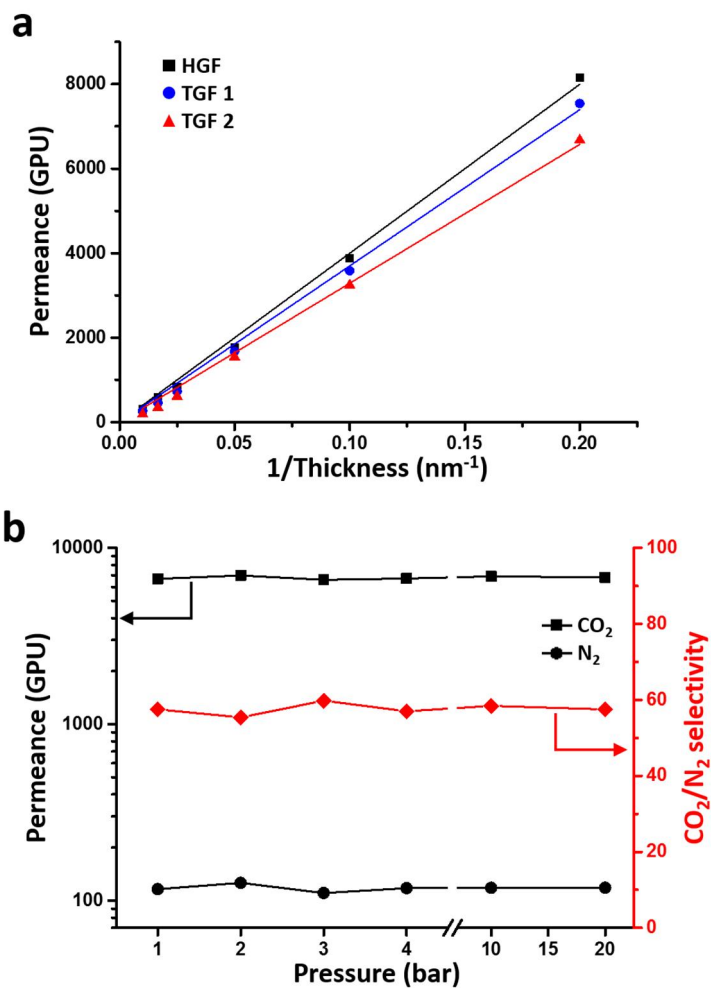 a
HGF
TGF 1
TGF 2
8000
6000
4000
2000
0
Permeance (GPU)
0.00 0.05 0.10 0.15 0.20
1/Thickness (nm⁻¹)
b
10000
1000
100
Permeance (GPU)
CO₂
N₂
100
80
60
40
20
0
CO₂/N₂ selectivity
1 2 3 4 10 15 20
Pressure (bar)